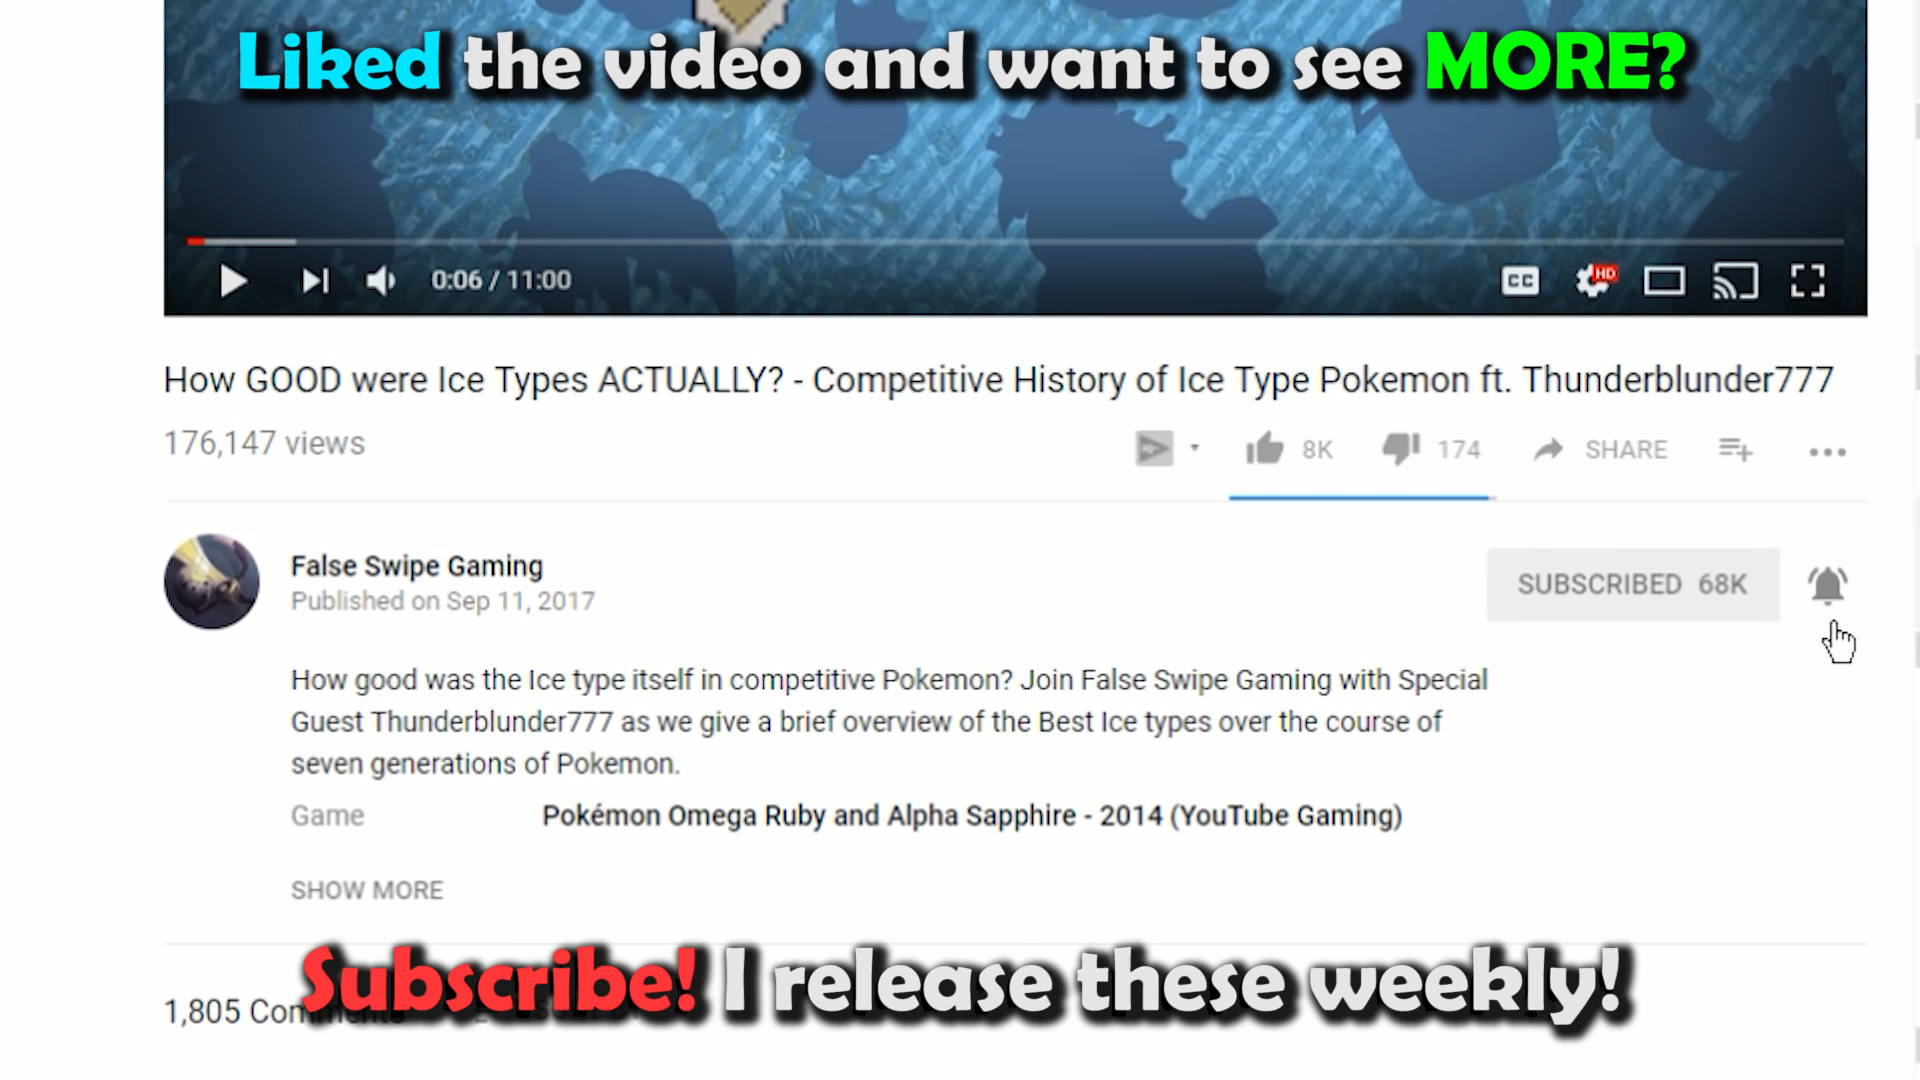 Liked the video and want to see MORE?
0:06 / 11:00
CC
HD
How GOOD were Ice Types ACTUALLY? - Competitive History of Ice Type Pokemon ft. Thunderblunder777
176,147 views
8K 174 SHARE
False Swipe Gaming
Published on Sep 11, 2017
SUBSCRIBED 68K
How good was the Ice type itself in competitive Pokemon? Join False Swipe Gaming with Special
Guest Thunderblunder777 as we give a brief overview of the Best Ice types over the course of
seven generations of Pokemon.
Game Pokémon Omega Ruby and Alpha Sapphire - 2014 (YouTube Gaming)
SHOW MORE
Subscribe! I release these weekly!
1,805 Comments